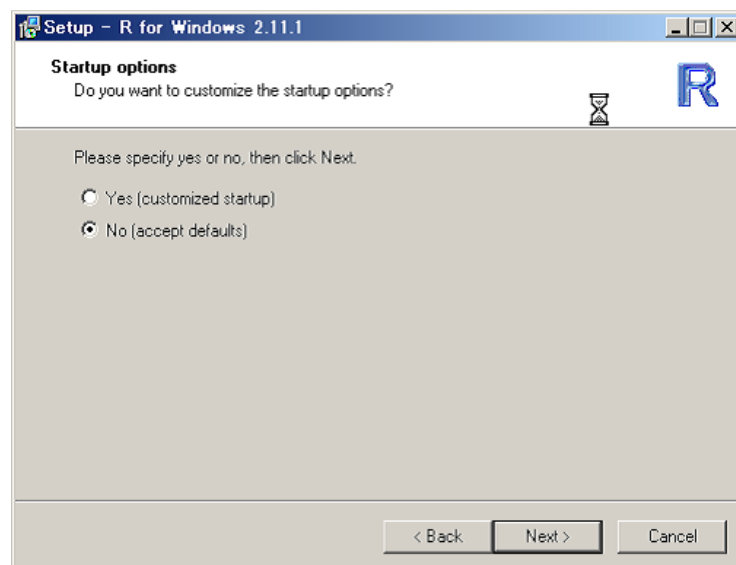 Setup - R for Windows 2.11.1
Startup options
Do you want to customize the startup options?
R
Please specify yes or no, then click Next.
Yes (customized startup)
No (accept defaults)
< Back
Next >
Cancel